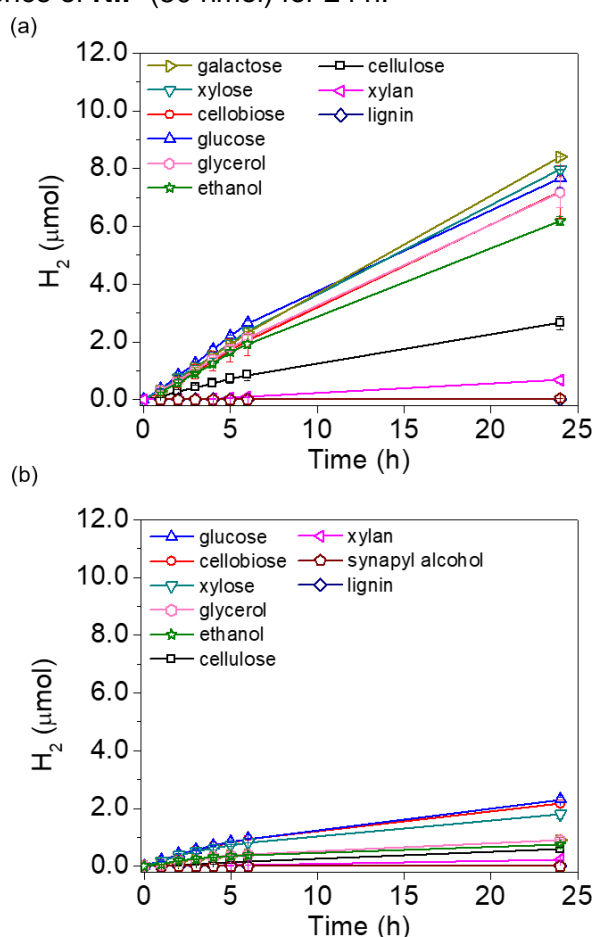 of nmol) for 24 h.
(a)
12.0
10.0
8.0
6.0
4.0
2.0
0.0
H₂ (μmol)
galactose
xylose
cellobiose
glucose
glycerol
ethanol
cellulose
xylan
lignin
0 5 10 15 20 25
Time (h)
(b)
12.0
10.0
8.0
6.0
4.0
2.0
0.0
H₂ (μmol)
glucose
cellobiose
xylose
glycerol
ethanol
cellulose
xylan
synapyl alcohol
lignin
0 5 10 15 20 25
Time (h)